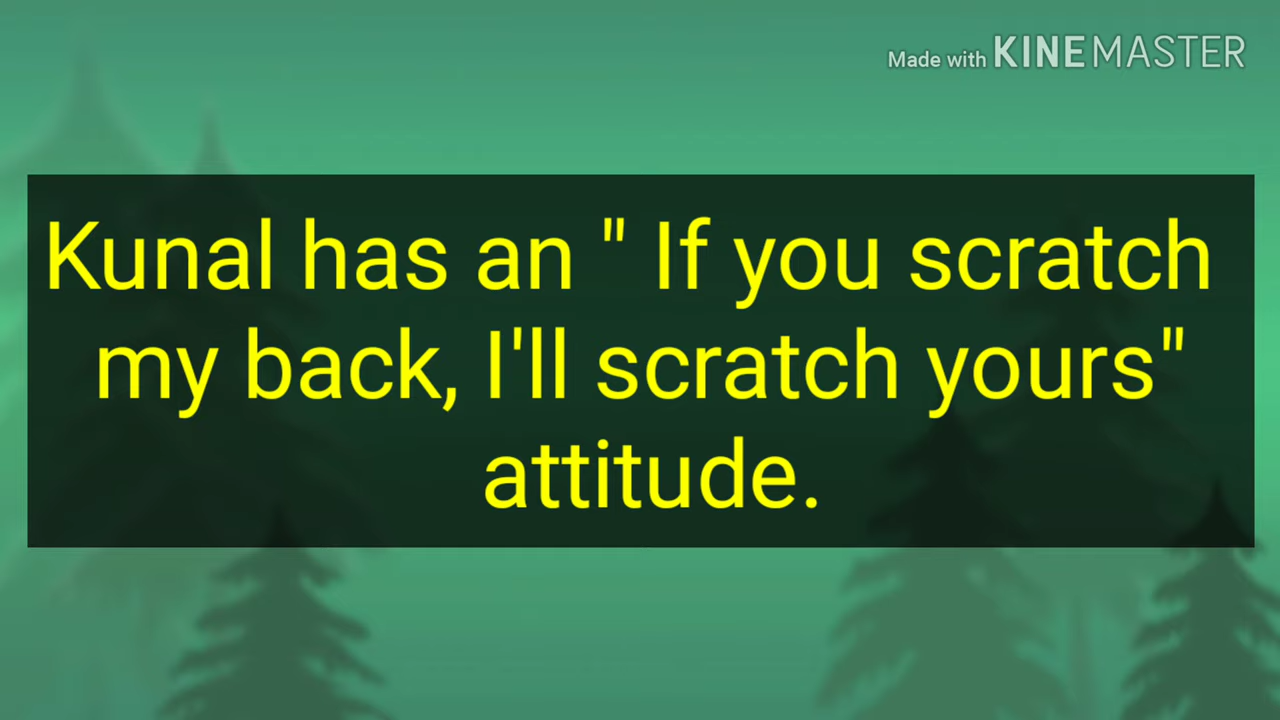 Made with KINEMASTER
Kunal has an " If you scratch
my back, I'll scratch yours"
attitude.